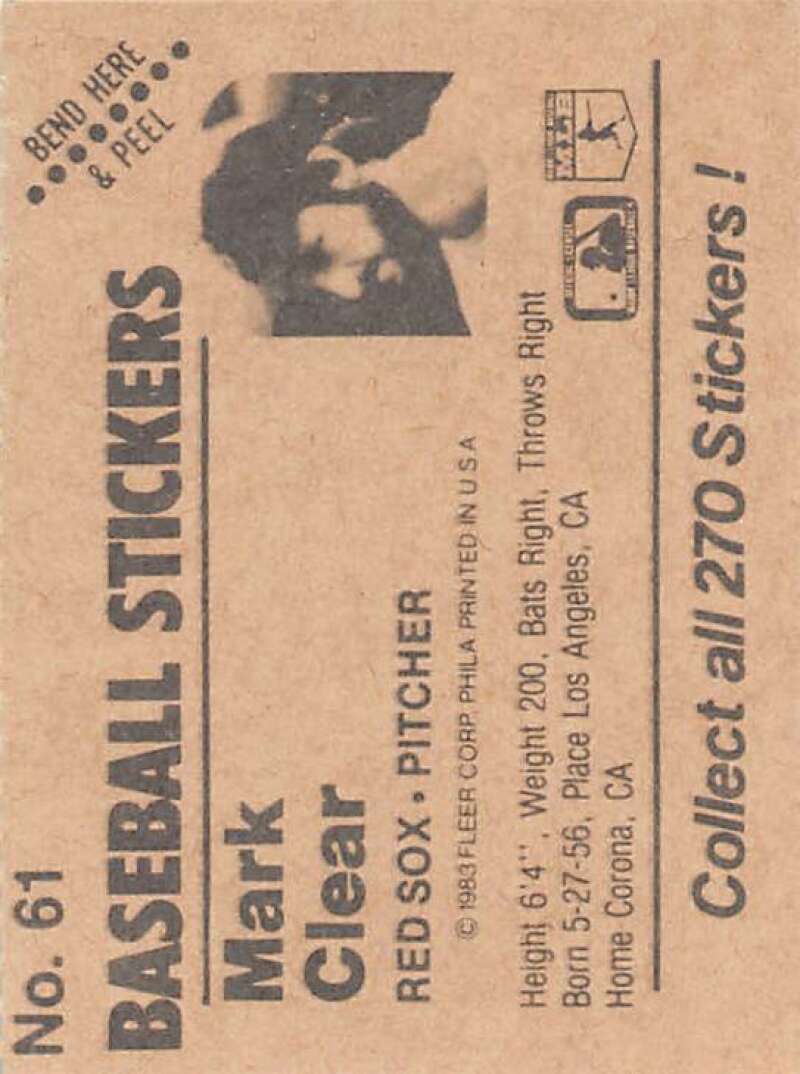 No. 61
BEND HERE
& PEEL
BASEBALL STICKERS
Mark
Clear
RED SOX • PITCHER
© 1983 FLEER CORP. PHILA PRINTED IN U S A
Height 6'4'', Weight 200, Bats Right, Throws Right
Born 5-27-56, Place Los Angeles, CA
Home Corona, CA
Collect all 270 Stickers!